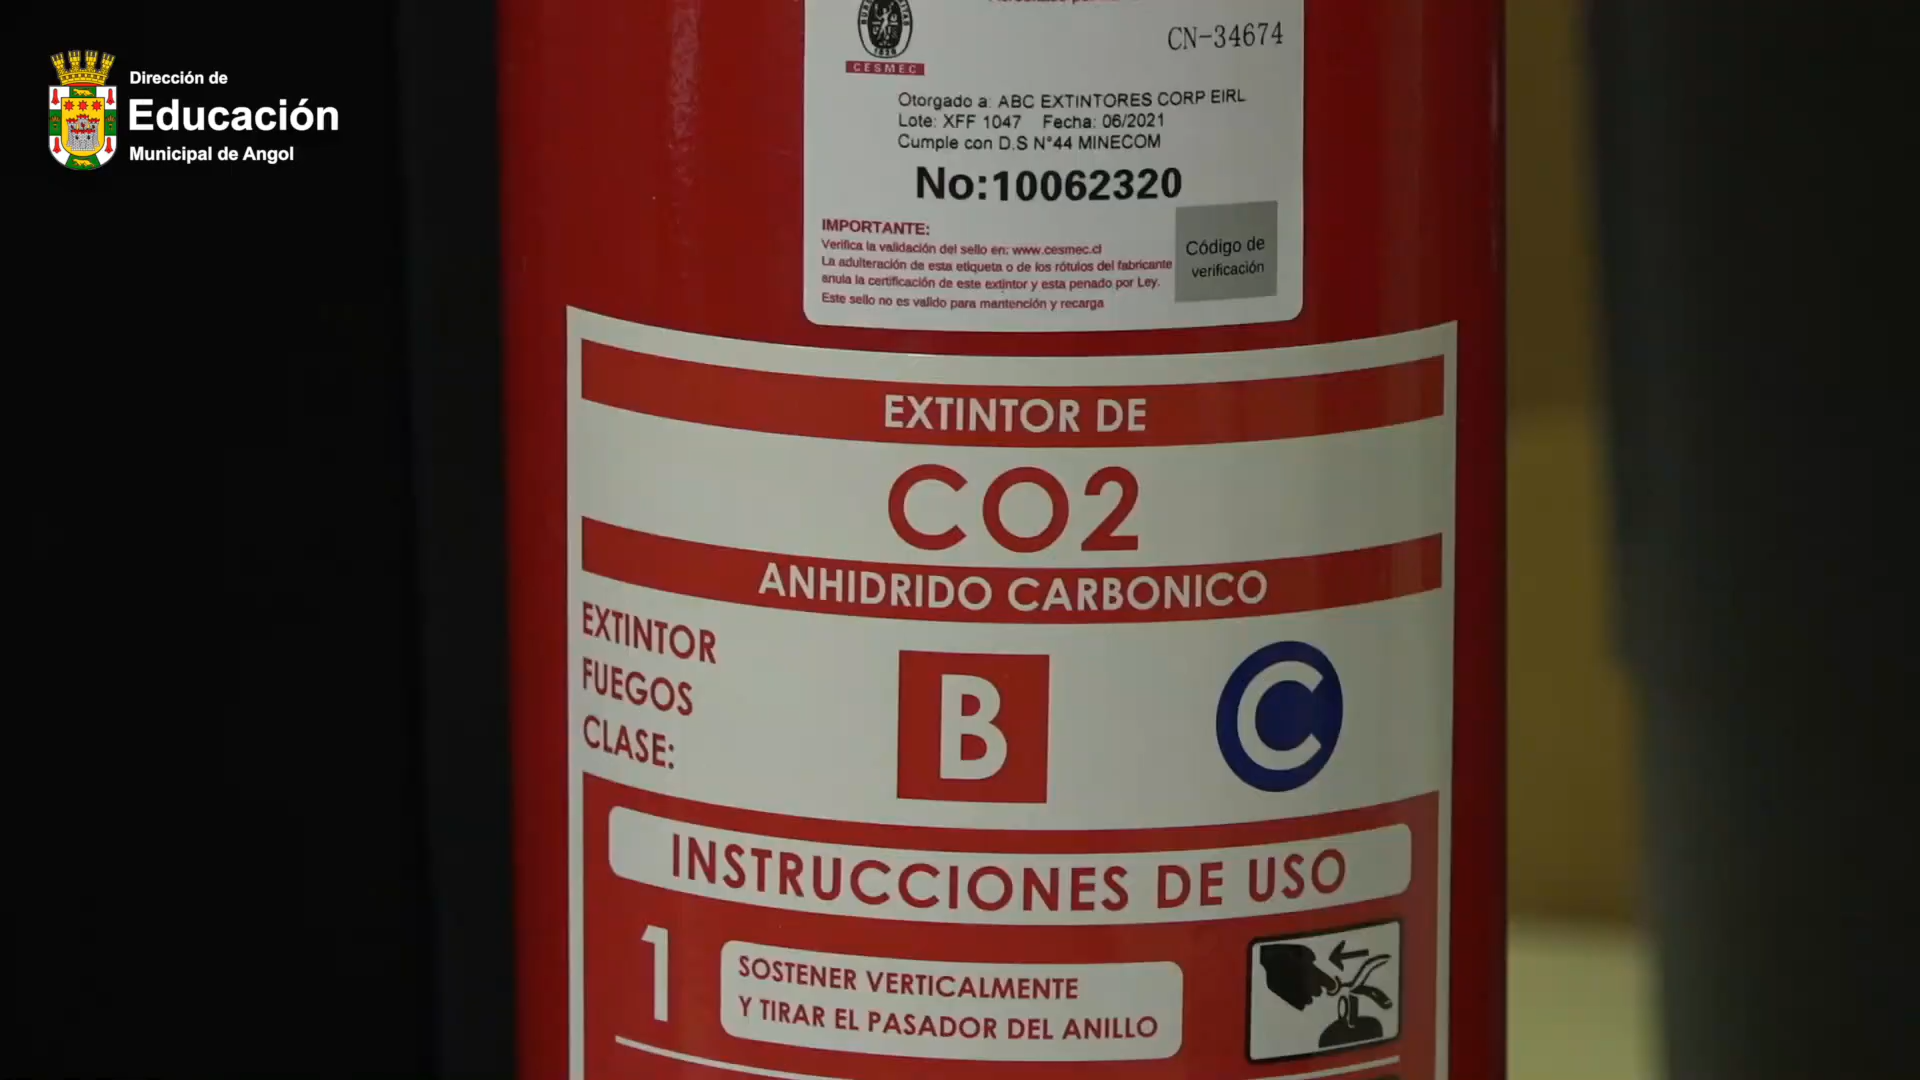 Dirección de
Educación
Municipal de Angol
1828
CESMEC
CN-34674
Otorgado a: ABC EXTINTORES CORP EIRL
Lote: XFF 1047 Fecha: 06/2021
Cumple con D.S N°44 MINECOM
No:10062320
IMPORTANTE:
Verifica la validación del sello en: www.cesmec.cl
La adulteración de esta etiqueta o de los rótulos del fabricante
anula la certificación de este extintor y esta penado por Ley.
Este sello no es valido para mantención y recarga
Código de
verificación
EXTINTOR DE
CO2
ANHIDRIDO CARBONICO
EXTINTOR
FUEGOS
CLASE:
B
C
INSTRUCCIONES DE USO
1
SOSTENER VERTICALMENTE
Y TIRAR EL PASADOR DEL ANILLO